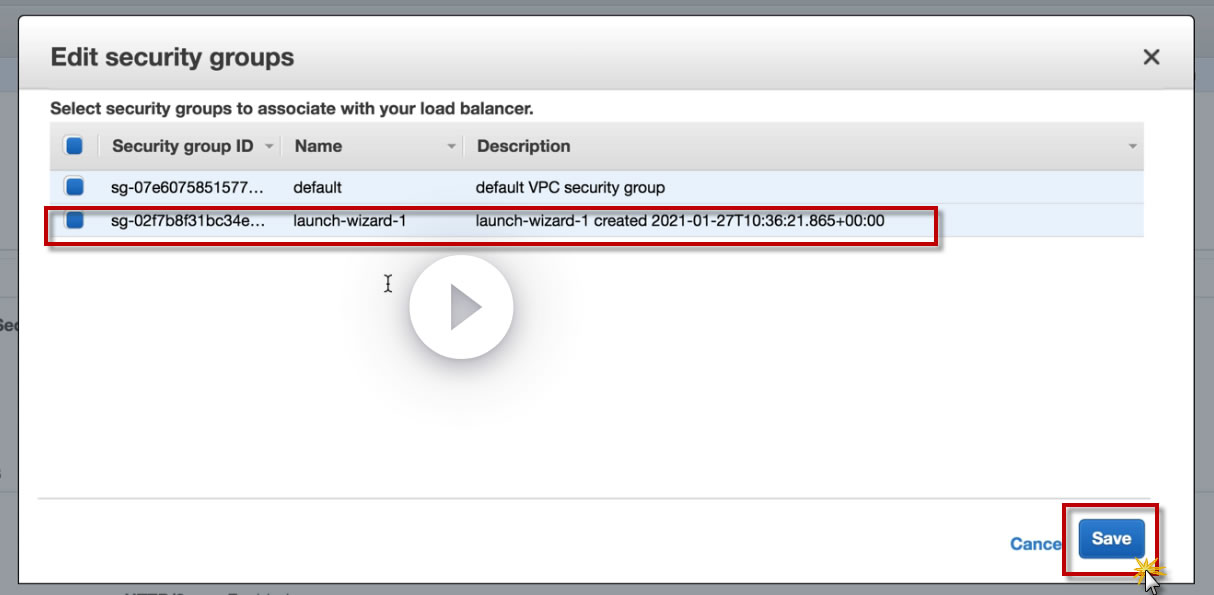 Edit security groups
Select security groups to associate with your load balancer.
Security group ID Name Description
sg-07e6075851577... default default VPC security group
sg-02f7b8f31bc34e... launch-wizard-1 launch-wizard-1 created 2021-01-27T10:36:21.865+00:00
Sec
Cance Save